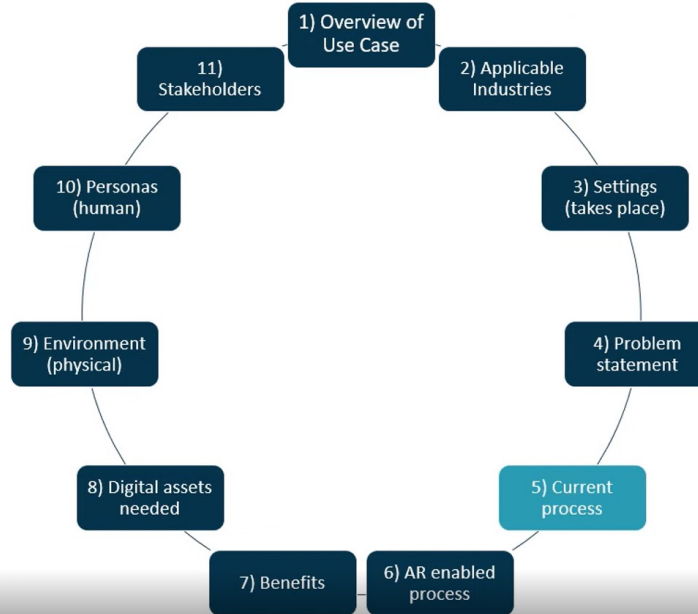 1) Overview of
Use Case
2) Applicable
Industries
3) Settings
(takes place)
4) Problem
statement
5) Current
process
6) AR enabled
process
7) Benefits
8) Digital assets
needed
9) Environment
(physical)
10) Personas
(human)
11)
Stakeholders